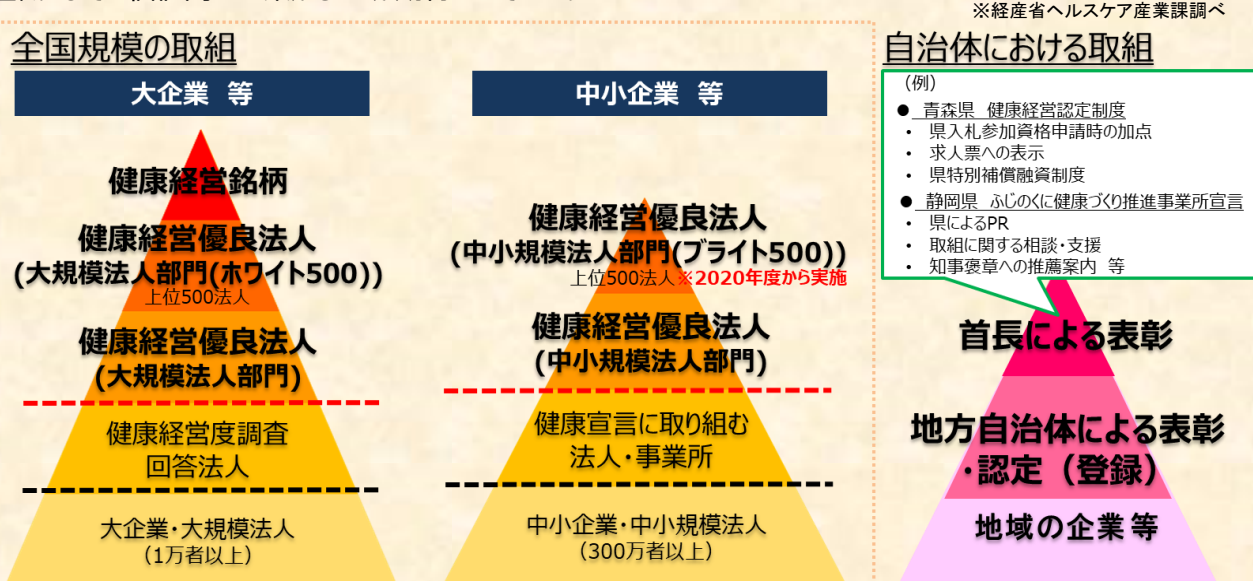 ※経産省ヘルスケア産業課調べ
全国規模の取組
大企業 等
健康経営銘柄
健康経営優良法人
(大規模法人部門(ホワイト500))
上位500法人
健康経営優良法人
(大規模法人部門)
健康経営度調査
回答法人
大企業・大規模法人
(1万者以上)
中小企業 等
健康経営優良法人
(中小規模法人部門(ブライト500))
上位500法人※2020年度から実施
健康経営優良法人
(中小規模法人部門)
健康宣言に取り組む
法人・事業所
中小企業・中小規模法人
(300万者以上)
自治体における取組
(例)
● 青森県 健康経営認定制度
・ 県入札参加資格申請時の加点
・ 求人票への表示
・ 県特別補償融資制度
● 静岡県 ふじのくに健康づくり推進事業所宣言
・ 県によるPR
・ 取組に関する相談・支援
・ 知事褒章への推薦案内 等
首長による表彰
地方自治体による表彰
・認定（登録）
地域の企業等